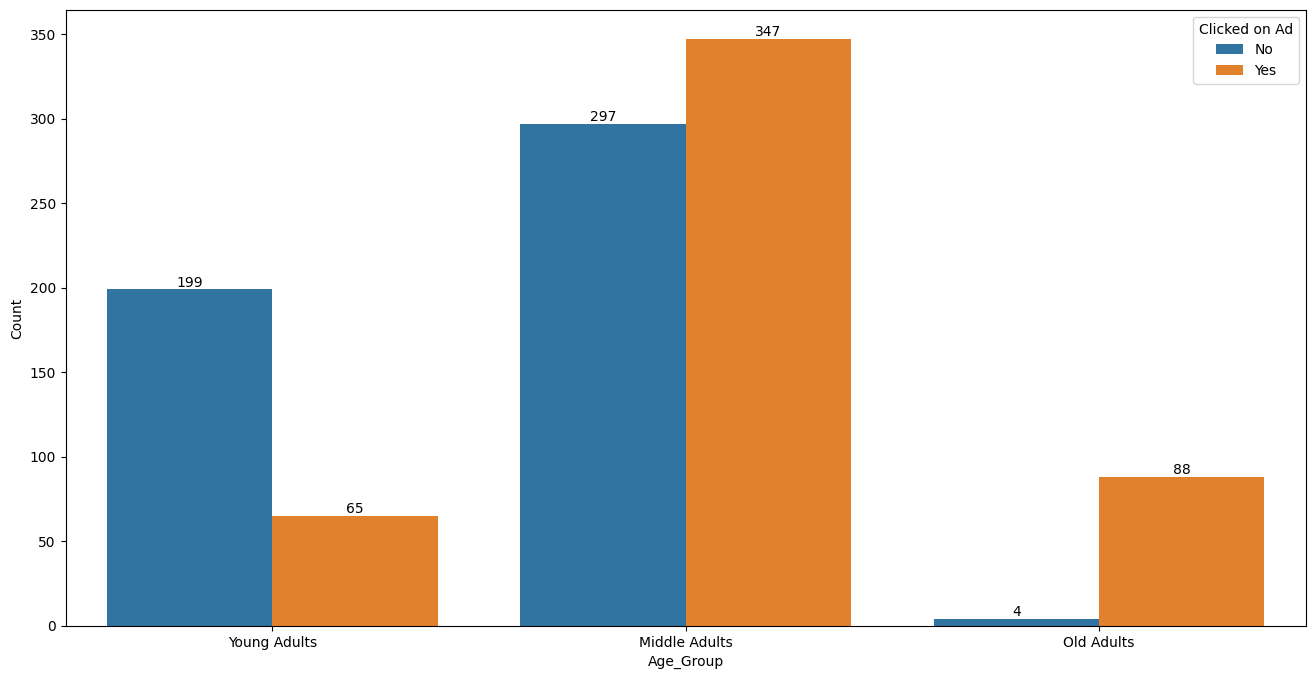 Clicked on Ad
No
Yes
Count
350
300
250
200
150
100
50
0
199
65
297
347
4
88
Young Adults
Middle Adults
Old Adults
Age_Group